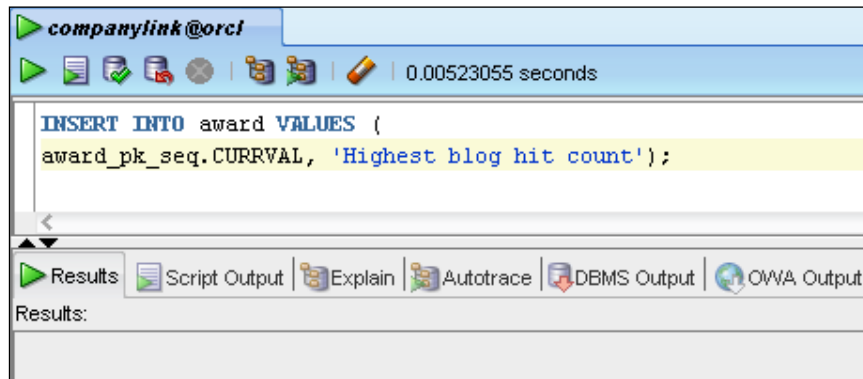 companylink@orcl
0.00523055 seconds
INSERT INTO award VALUES (
award_pk_seq.CURRVAL, 'Highest blog hit count');
Results Script Output Explain Autotrace DBMS Output OWA Output
Results: